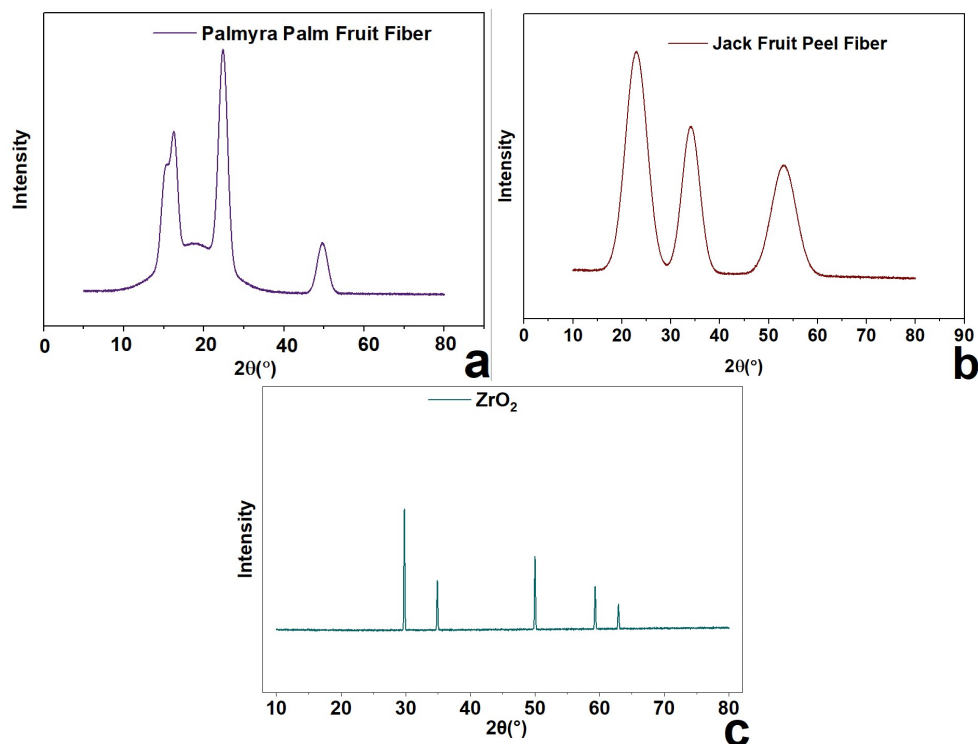 Palmyra Palm Fruit Fiber
Intensity
0 10 20 40 60 80
2θ(°)
a
Jack Fruit Peel Fiber
Intensity
0 10 20 30 40 50 60 70 80 90
2θ(°)
b
ZrO₂
Intensity
10 20 30 40 50 60 70 80
2θ(°)
c